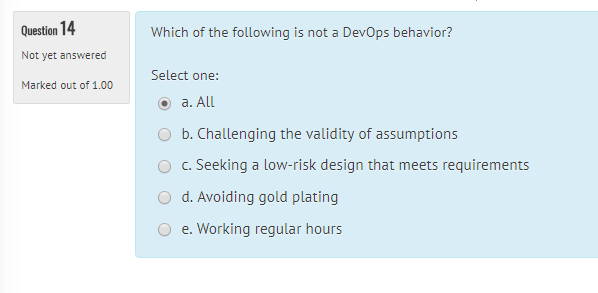 Question 14
Not yet answered
Marked out of 1.00
Which of the following is not a DevOps behavior?
Select one:
a. All
b. Challenging the validity of assumptions
c. Seeking a low-risk design that meets requirements
d. Avoiding gold plating
e. Working regular hours